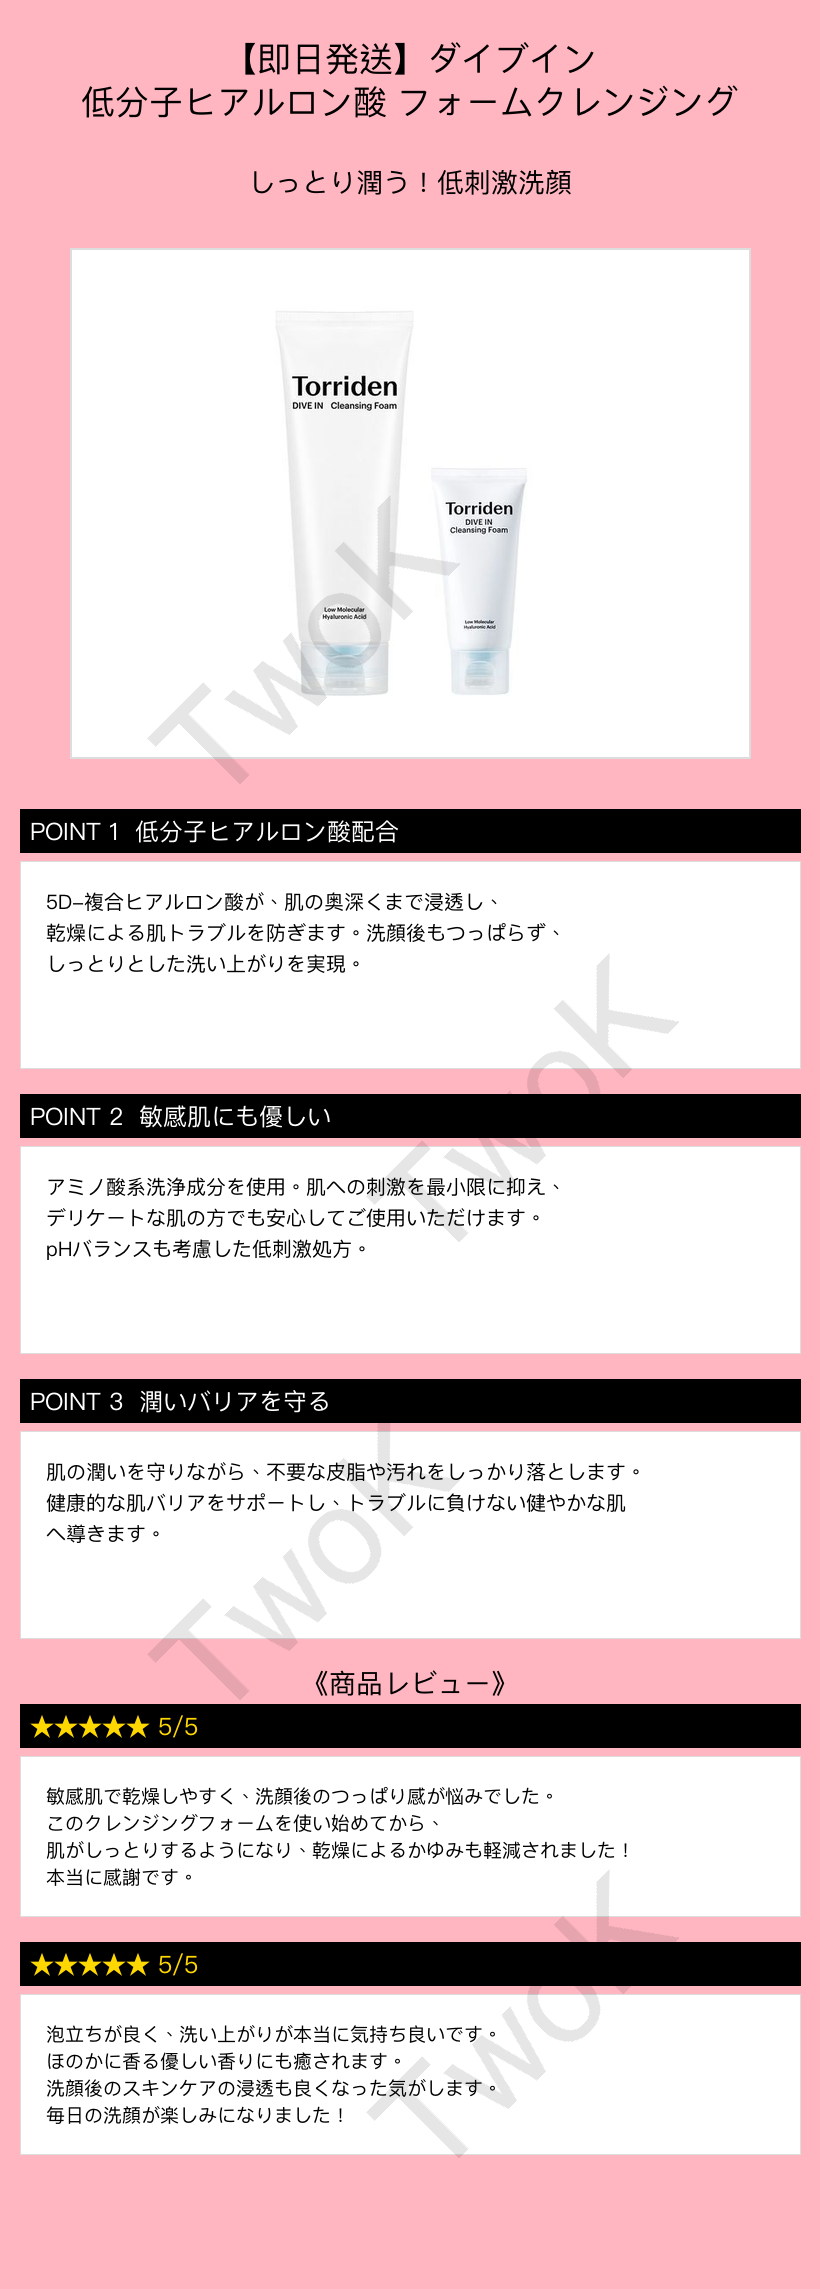 【即日発送】ダイブイン
低分子ヒアルロン酸 フォームクレンジング
しっとり潤う！低刺激洗顔
Torriden
DIVE IN Cleansing Foam
Low Molecular
Hyaluronic Acid
Torriden
DIVE IN
Cleansing Foam
Low Molecular
Hyaluronic Acid
TwoK
POINT 1 低分子ヒアルロン酸配合
5D-複合ヒアルロン酸が、肌の奥深くまで浸透し、
乾燥による肌トラブルを防ぎます。洗顔後もつっぱらず、
しっとりとした洗い上がりを実現。
TwoK
POINT 2 敏感肌にも優しい
アミノ酸系洗浄成分を使用。肌への刺激を最小限に抑え、
デリケートな肌の方でも安心してご使用いただけます。
pHバランスも考慮した低刺激処方。
POINT 3 潤いバリアを守る
肌の潤いを守りながら、不要な皮脂や汚れをしっかり落とします。
健康的な肌バリアをサポートし、トラブルに負けない健やかな肌
へ導きます。
TwoK
《商品レビュー》
★★★★★ 5/5
敏感肌で乾燥しやすく、洗顔後のつっぱり感が悩みでした。
このクレンジングフォームを使い始めてから、
肌がしっとりするようになり、乾燥によるかゆみも軽減されました！
本当に感謝です。
★★★★★ 5/5
泡立ちが良く、洗い上がりが本当に気持ち良いです。
ほのかに香る優しい香りにも癒されます。
洗顔後のスキンケアの浸透も良くなった気がします。
毎日の洗顔が楽しみになりました！
TwoK